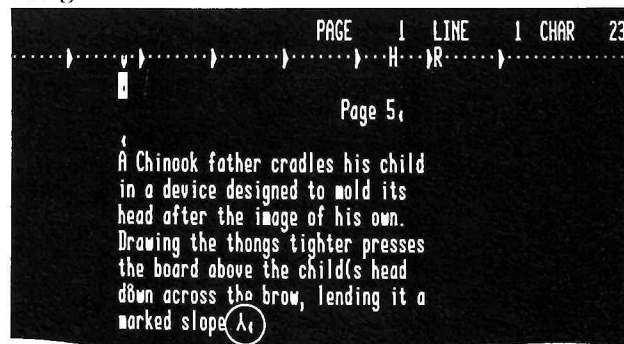 PAGE 1 LINE 1 CHAR 23
H R
Page 5
A Chinook father cradles his child
in a device designed to mold its
head after the image of his own.
Drawing the thongs tighter presses
the board above the child(s head
d8wn across the brow, lending it a
marked slope λ